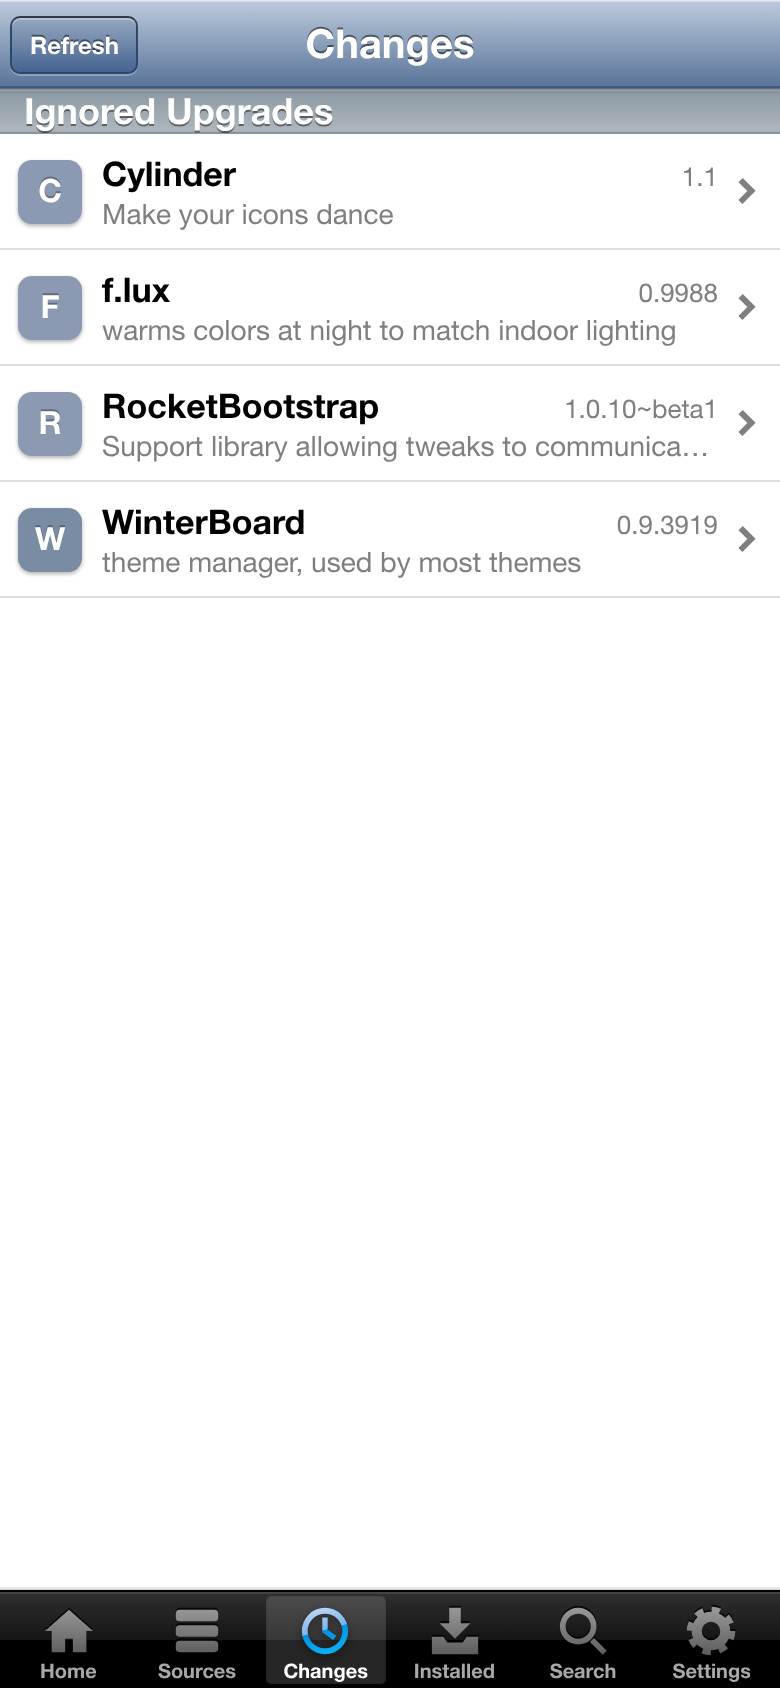 Refresh
Changes
Ignored Upgrades
C
Cylinder
1.1
Make your icons dance
F
f.lux
0.9988
warms colors at night to match indoor lighting
R
RocketBootstrap
1.0.10~beta1
Support library allowing tweaks to communica...
W
WinterBoard
0.9.3919
theme manager, used by most themes
Home
Sources
Changes
Installed
Search
Settings